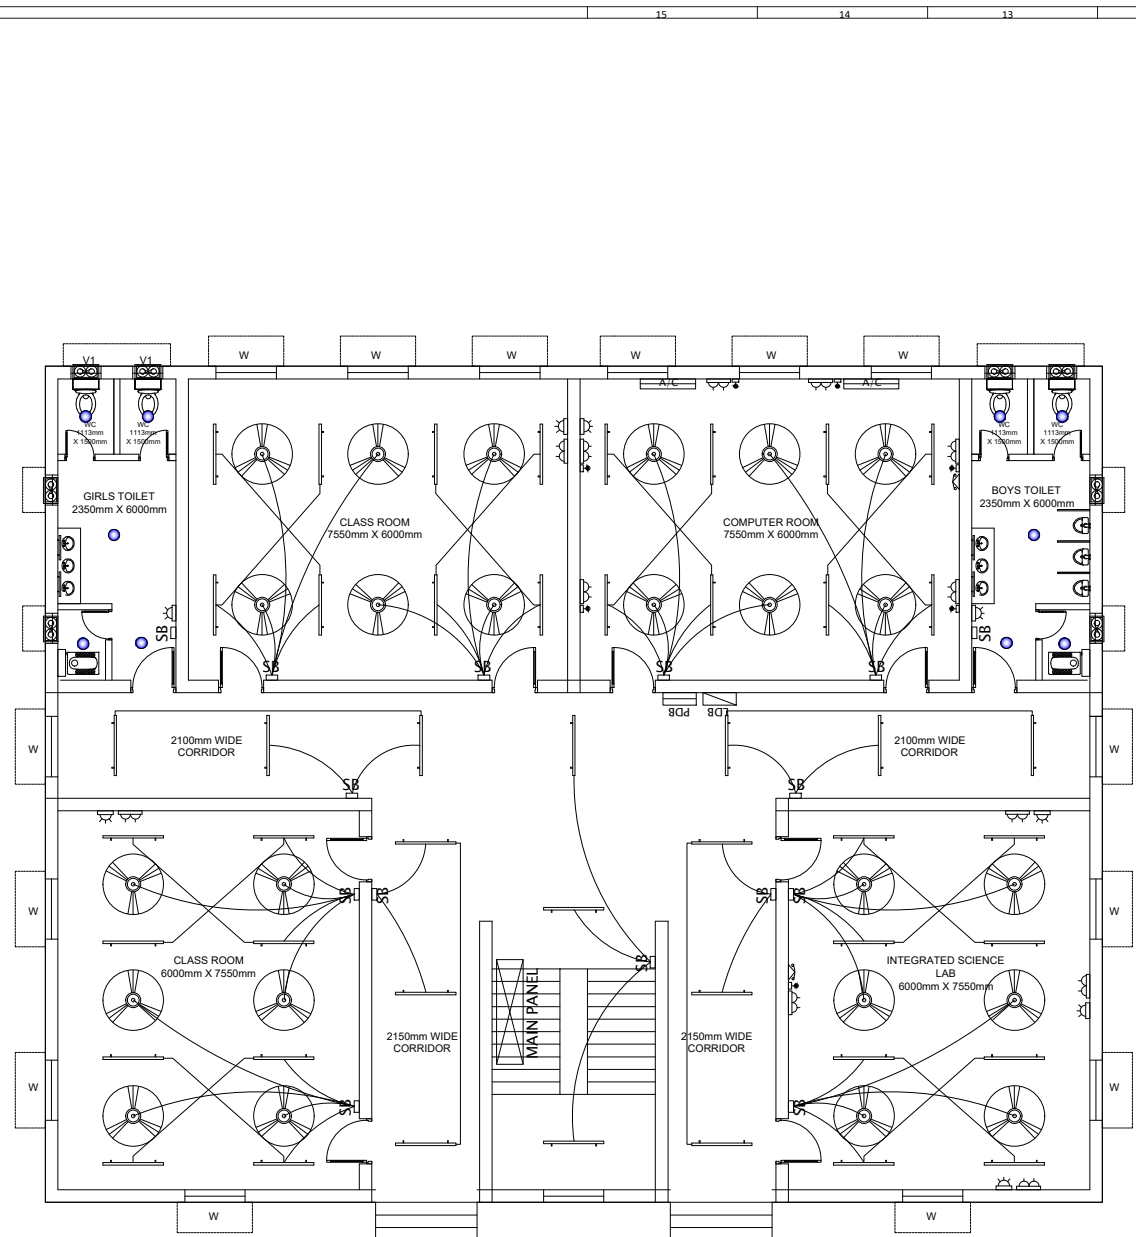 15 14 13
W W W W W W
V1 V1
A/C A/C
WC
1113mm
X 1500mm
WC
1113mm
X 1500mm
WC
1113mm
X 1500mm
WC
1113mm
X 1500mm
GIRLS TOILET
2350mm X 6000mm
CLASS ROOM
7550mm X 6000mm
COMPUTER ROOM
7550mm X 6000mm
BOYS TOILET
2350mm X 6000mm
SB SB
SB SB SB SB
PDB LDB
W
2100mm WIDE
CORRIDOR
2100mm WIDE
CORRIDOR
W
SB SB
SB SB SB SB
W W
CLASS ROOM
6000mm X 7550mm
SB
INTEGRATED SCIENCE
LAB
6000mm X 7550mm
MAIN PANEL
2150mm WIDE
CORRIDOR
2150mm WIDE
CORRIDOR
W W
SB SB
W W